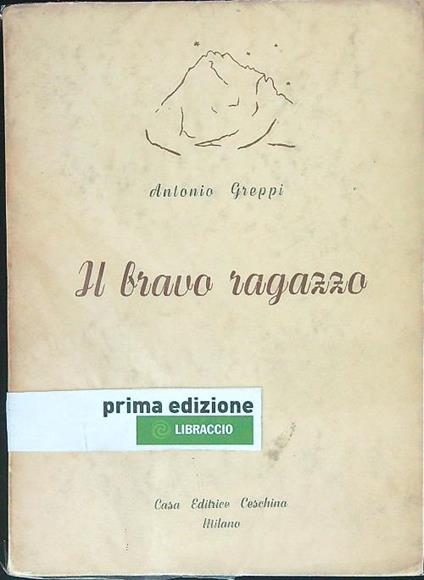 Antonio Greppi
Il bravo ragazzo
prima edizione
LIBRACCIO
Casa Editrice Ceschina
Milano